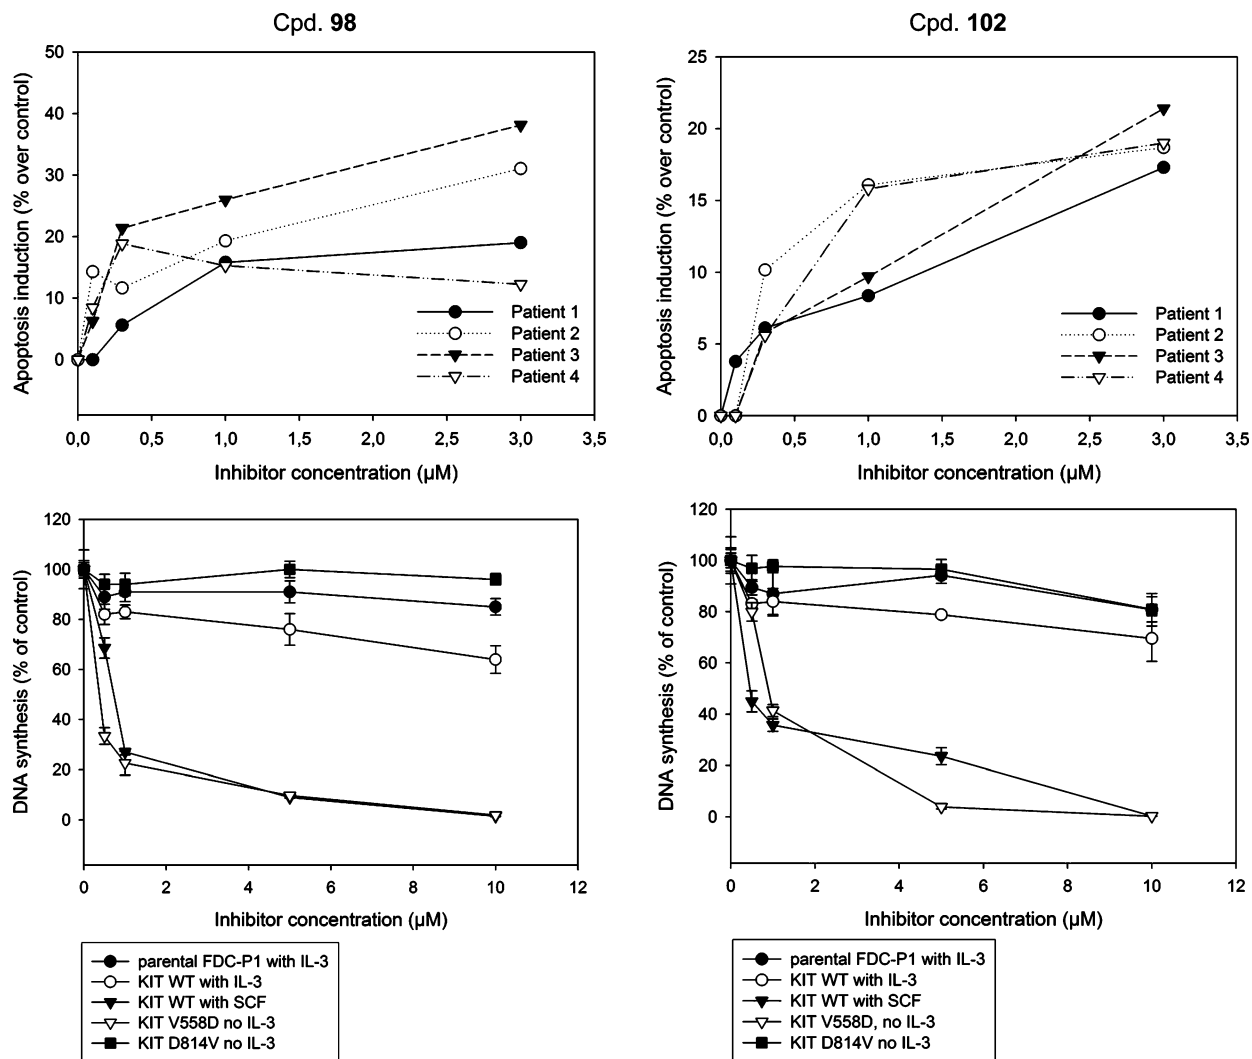 Cpd. 98
50
40
30
20
10
0
Apoptosis induction (% over control)
Patient 1
Patient 2
Patient 3
Patient 4
0,0 0,5 1,0 1,5 2,0 2,5 3,0 3,5
Inhibitor concentration (µM)
Cpd. 102
25
20
15
10
5
0
Apoptosis induction (% over control)
Patient 1
Patient 2
Patient 3
Patient 4
0,0 0,5 1,0 1,5 2,0 2,5 3,0 3,5
Inhibitor concentration (µM)
120
100
80
60
40
20
0
DNA synthesis (% of control)
0 2 4 6 8 10 12
Inhibitor concentration (µM)
parental FDC-P1 with IL-3
KIT WT with IL-3
KIT WT with SCF
KIT V558D no IL-3
KIT D814V no IL-3
120
100
80
60
40
20
0
DNA synthesis (% of control)
0 2 4 6 8 10 12
Inhibitor concentration (µM)
parental FDC-P1 with IL-3
KIT WT with IL-3
KIT WT with SCF
KIT V558D, no IL-3
KIT D814V no IL-3